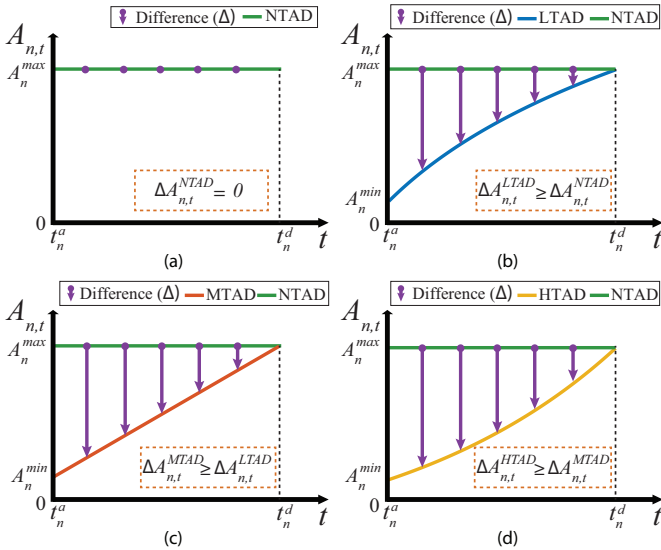 Difference (Δ) NTAD
A_{n,t}
A_n^{max}
ΔA_{n,t}^{NTAD} = 0
0
t_n^a t_n^d t
(a)
Difference (Δ) LTAD NTAD
A_{n,t}
A_n^{max}
A_n^{min}
ΔA_{n,t}^{LTAD} ≥ ΔA_{n,t}^{NTAD}
0
t_n^a t_n^d t
(b)
Difference (Δ) MTAD NTAD
A_{n,t}
A_n^{max}
A_n^{min}
ΔA_{n,t}^{MTAD} ≥ ΔA_{n,t}^{LTAD}
0
t_n^a t_n^d t
(c)
Difference (Δ) HTAD NTAD
A_{n,t}
A_n^{max}
A_n^{min}
ΔA_{n,t}^{HTAD} ≥ ΔA_{n,t}^{MTAD}
0
t_n^a t_n^d t
(d)